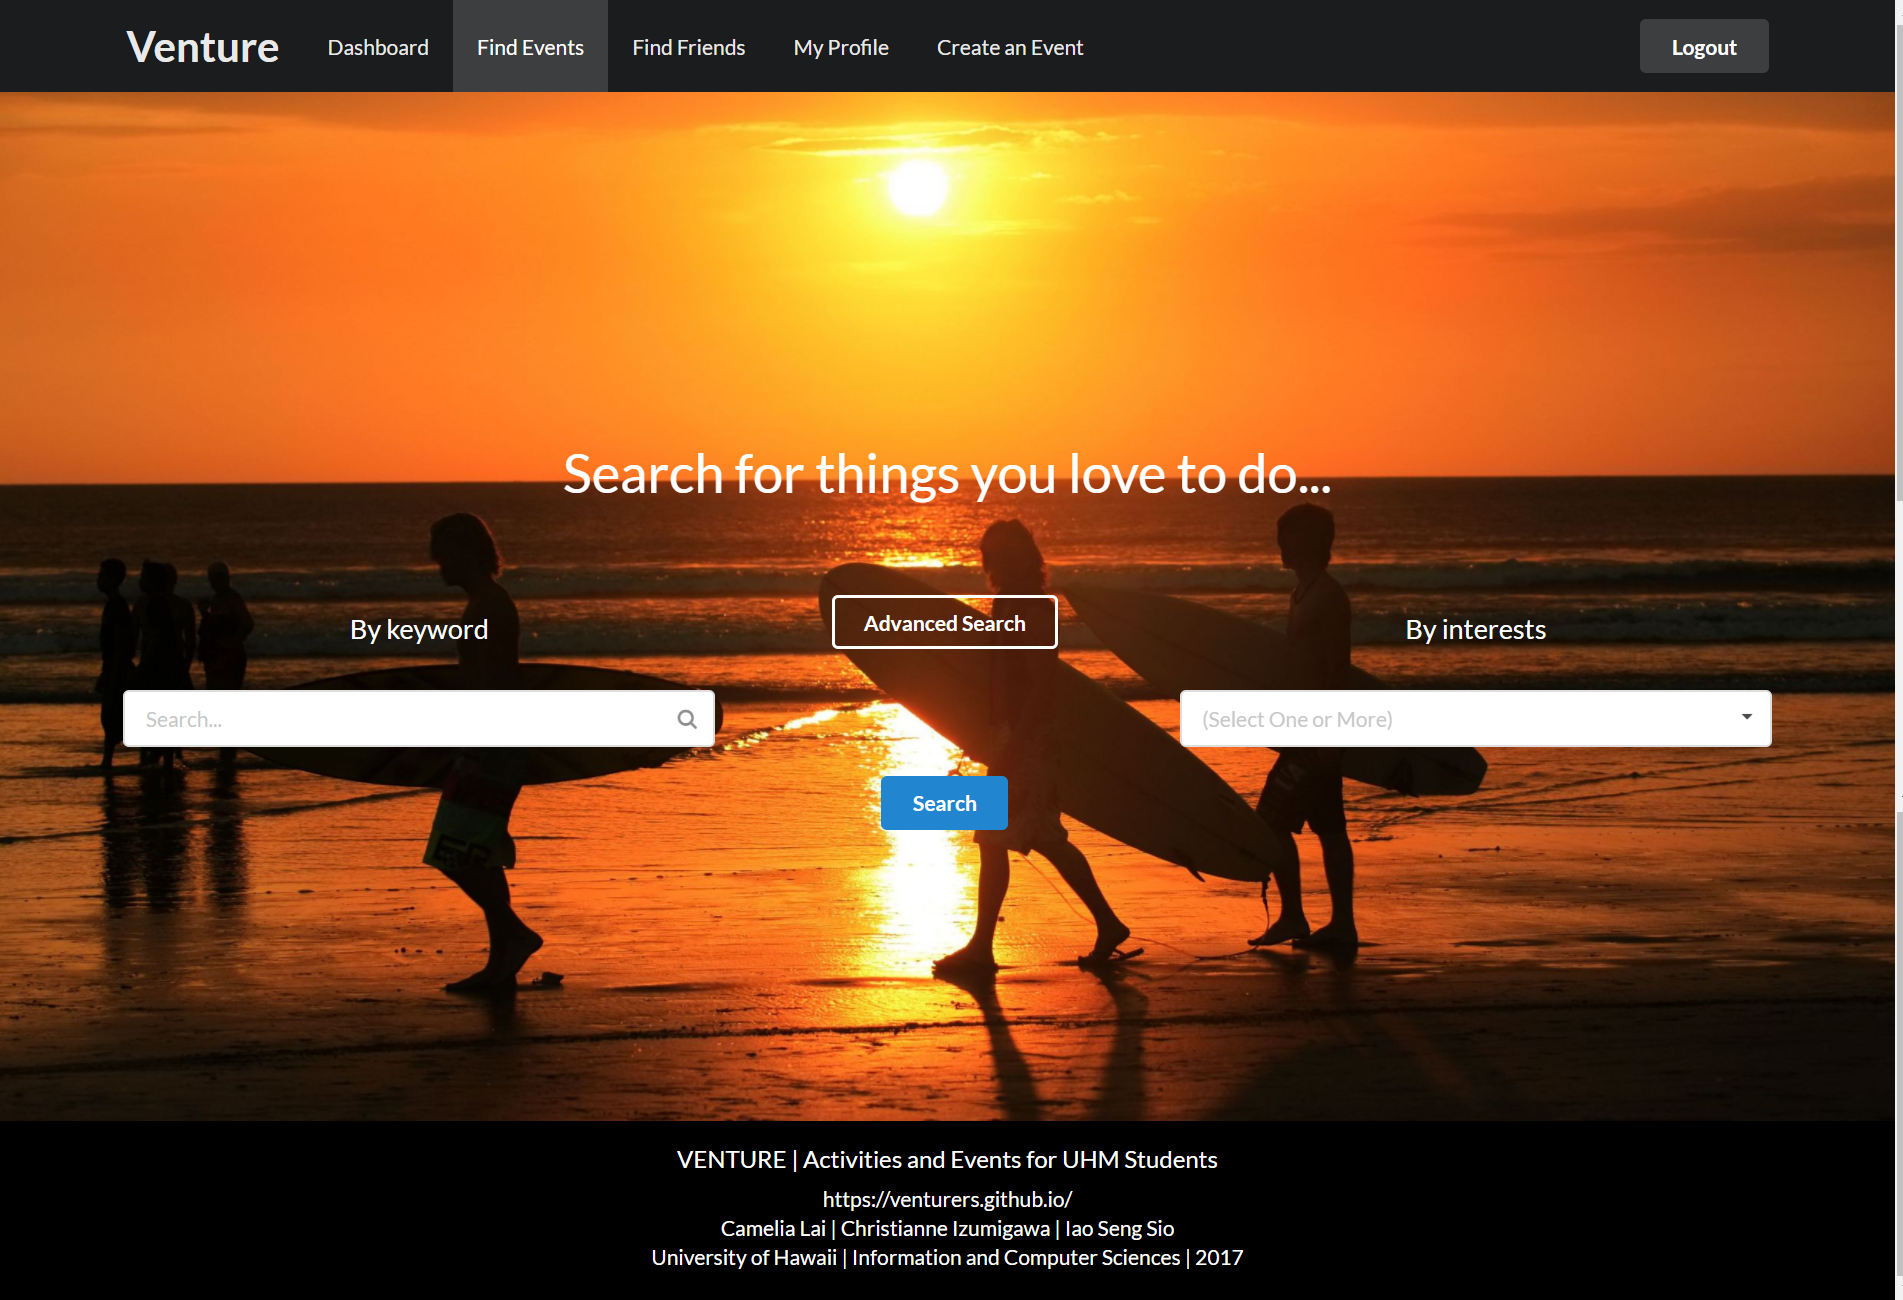 Venture Dashboard Find Events Find Friends My Profile Create an Event Logout
Search for things you love to do...
By keyword
Advanced Search
By interests
Search...
(Select One or More)
Search
VENTURE | Activities and Events for UHM Students
https://venturers.github.io/
Camelia Lai | Christianne Izumigawa | Iao Seng Sio
University of Hawaii | Information and Computer Sciences | 2017